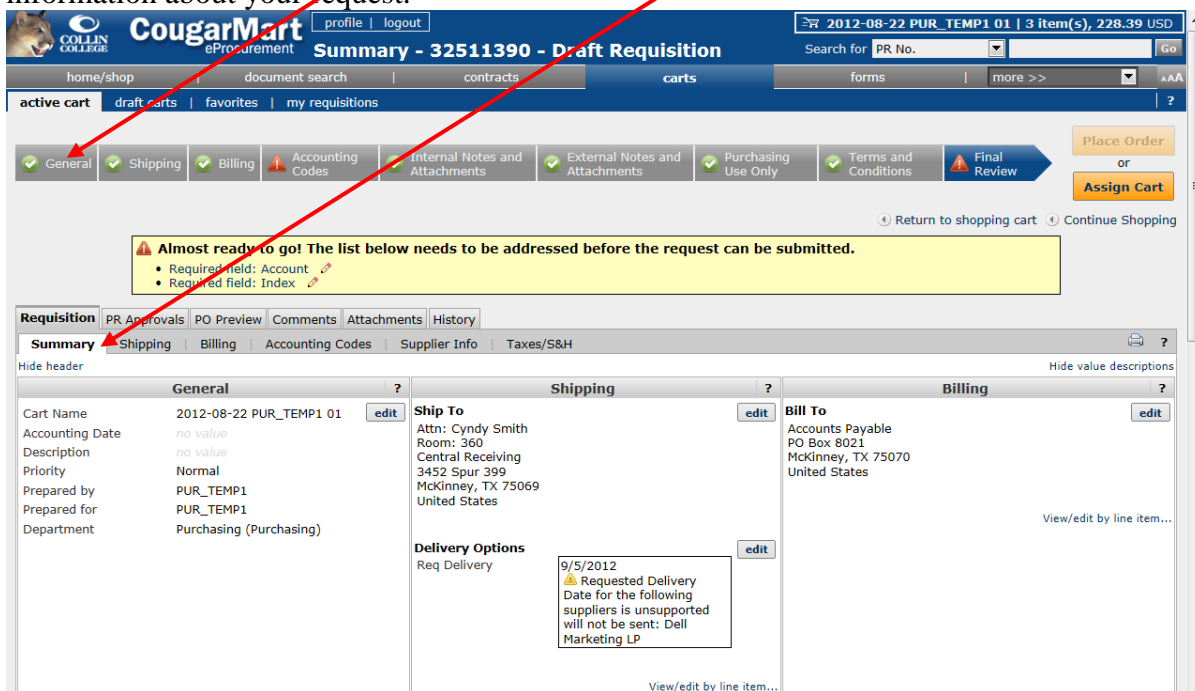 information about your request.
COLLIN COLLEGE
CougarMart
eProcurement
profile | logout
2012-08-22 PUR_TEMP1 01 | 3 item(s), 228.39 USD
Summary - 32511390 - Draft Requisition
Search for PR No. Go
home/shop | document search | contracts carts forms | more >> AAA
active cart draft carts | favorites | my requisitions | ?
General
Shipping
Billing
Accounting Codes
Internal Notes and Attachments
External Notes and Attachments
Purchasing Use Only
Terms and Conditions
Final Review
Place Order
or
Assign Cart
Return to shopping cart Continue Shopping
Almost ready to go! The list below needs to be addressed before the request can be submitted.
• Required field: Account
• Required field: Index
Requisition PR Approvals PO Preview Comments Attachments History
Summary Shipping | Billing | Accounting Codes | Supplier Info | Taxes/S&H ?
Hide header Hide value descriptions
General ?
Cart Name 2012-08-22 PUR_TEMP1 01 edit
Accounting Date no value
Description no value
Priority Normal
Prepared by PUR_TEMP1
Prepared for PUR_TEMP1
Department Purchasing (Purchasing)
Shipping ?
Ship To edit
Attn: Cyndy Smith
Room: 360
Central Receiving
3452 Spur 399
McKinney, TX 75069
United States
Delivery Options edit
Req Delivery 9/5/2012
Requested Delivery
Date for the following
suppliers is unsupported
will not be sent: Dell
Marketing LP
View/edit by line item...
Billing ?
Bill To edit
Accounts Payable
PO Box 8021
McKinney, TX 75070
United States
View/edit by line item...